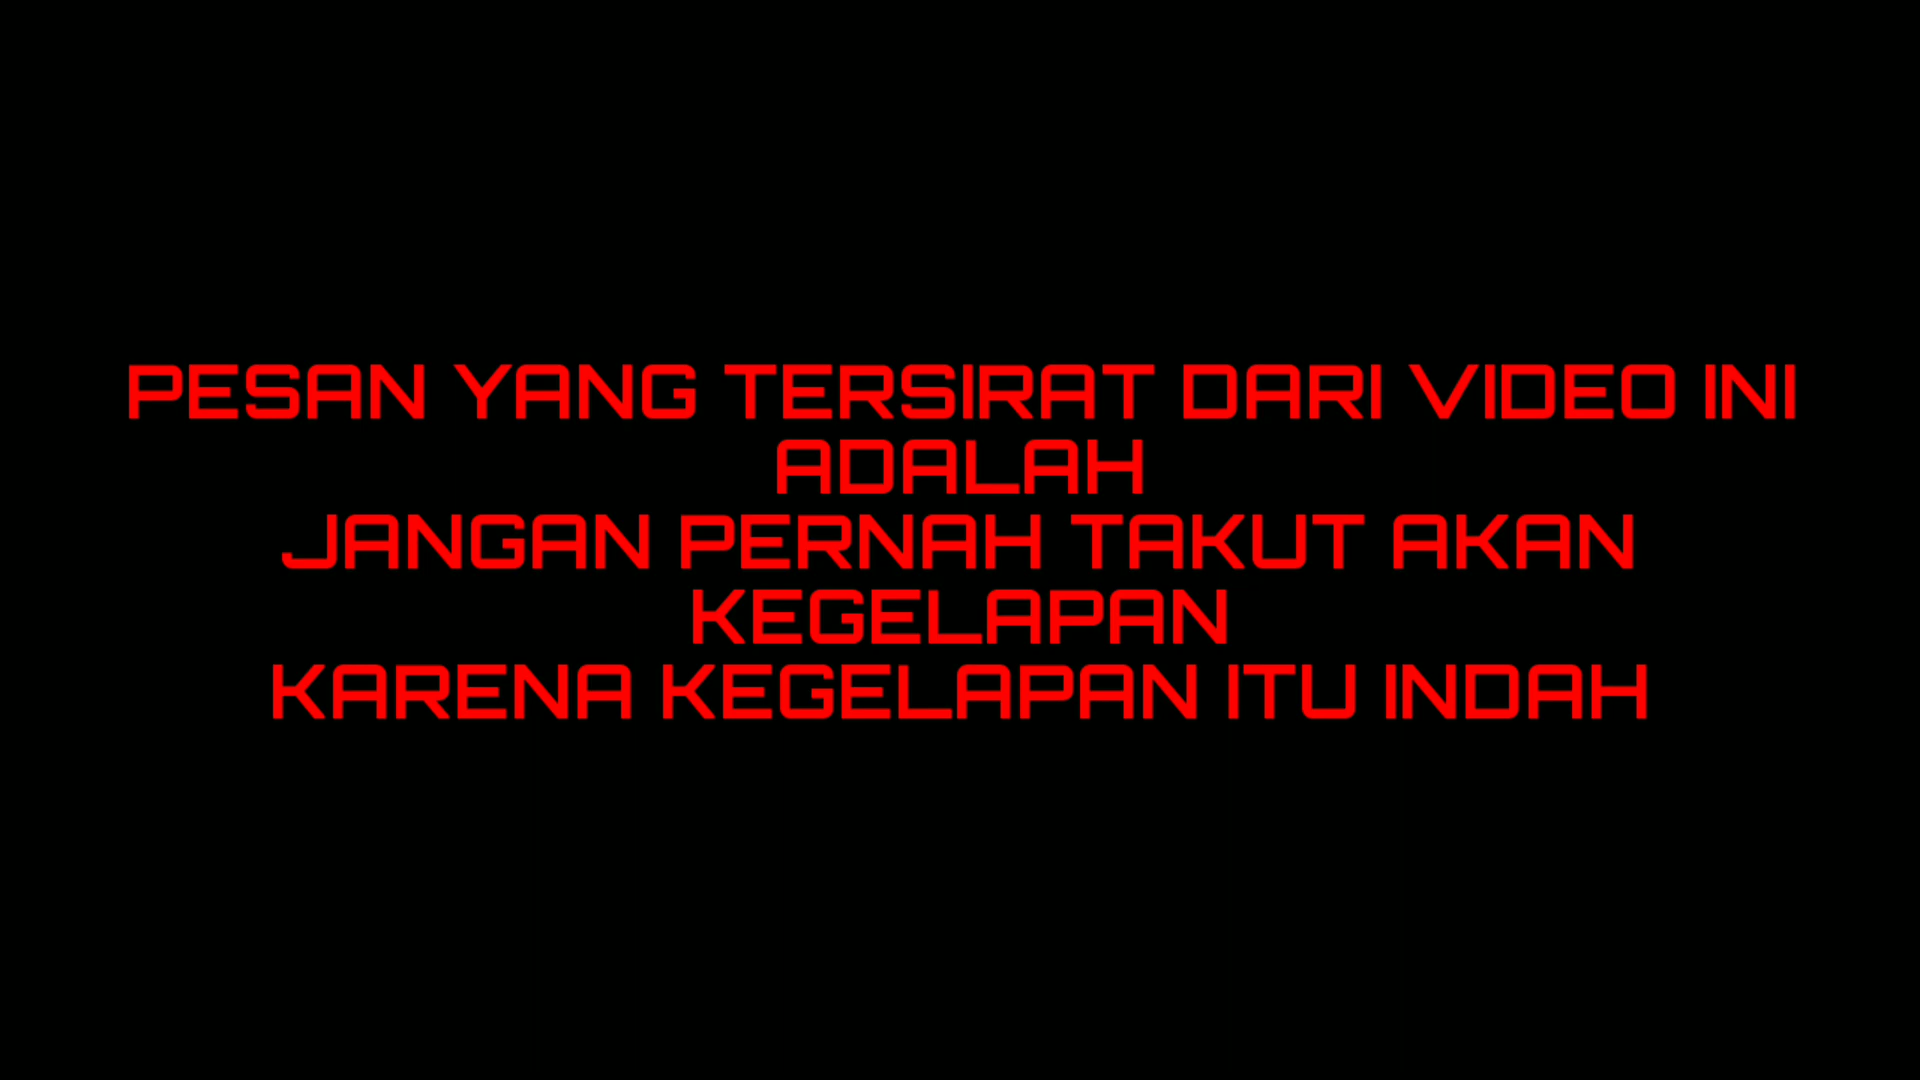 PESAN YANG TERSIRAT DARI VIDEO INI
ADALAH
JANGAN PERNAH TAKUT AKAN
KEGELAPAN
KARENA KEGELAPAN ITU INDAH